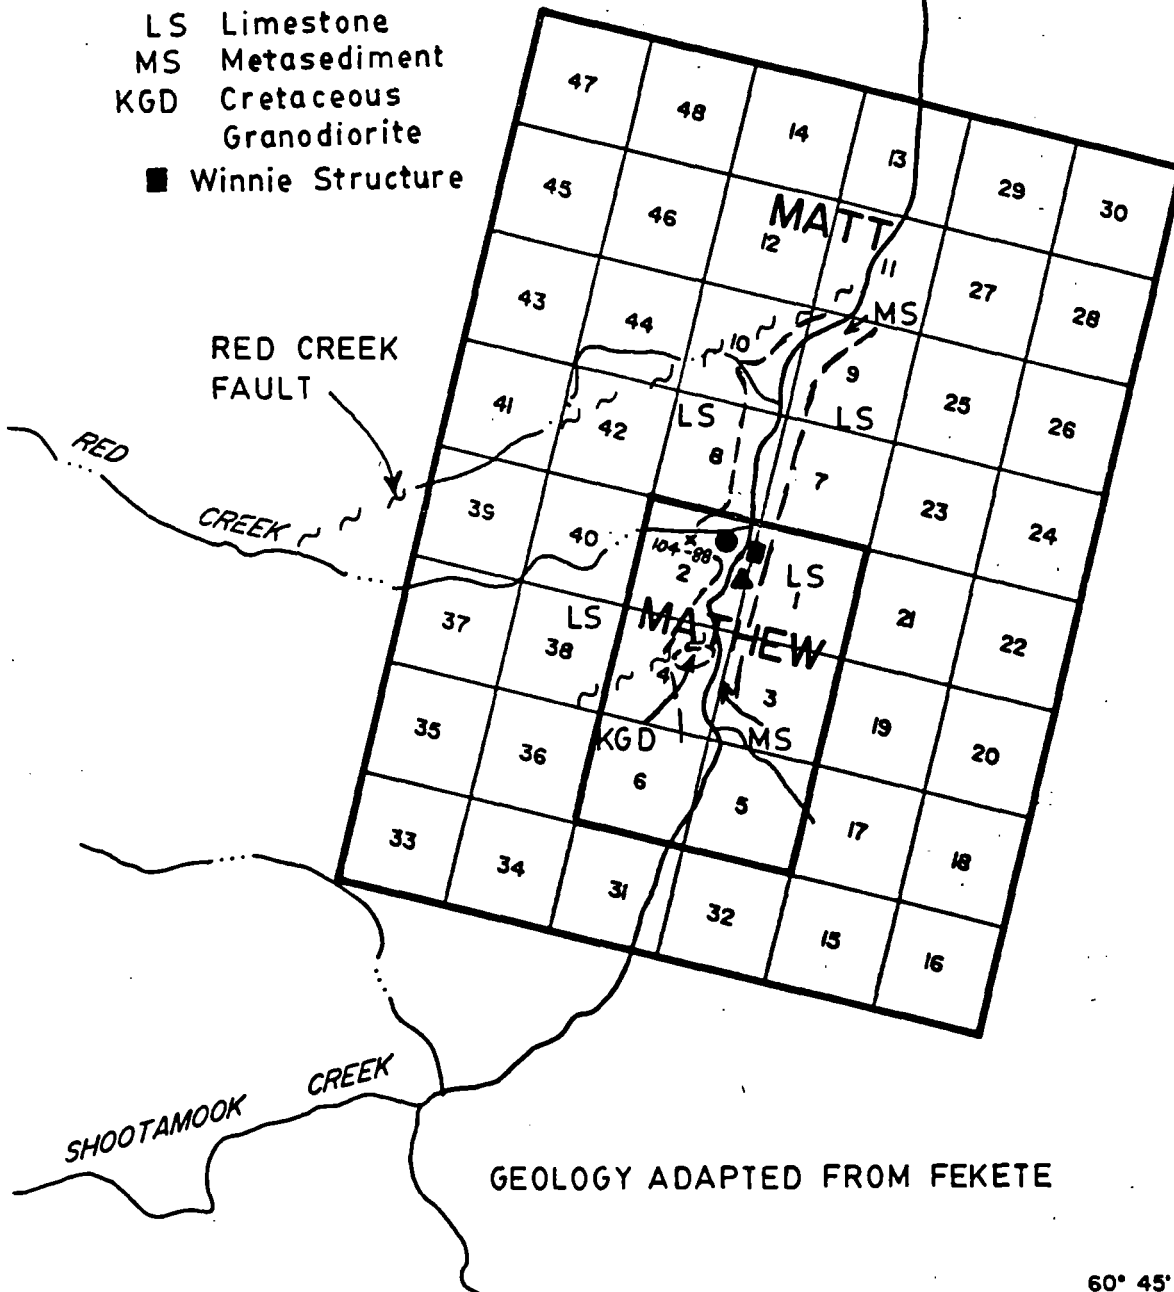 LS Limestone
MS Metasediment
KGD Cretaceous
Granodiorite
■ Winnie Structure
47
48
14
13
29
30
45
46
MATT
12
11
27
28
43
44
10
MS
9
25
26
RED CREEK
FAULT
41
42
LS
8
LS
7
23
24
RED
CREEK
39
40
104-88
2
LS
1
21
22
37
38
LS
MATHEW
4
3
19
20
35
36
KGD
MS
6
5
17
18
33
34
31
32
15
16
SHOOTAMOOK CREEK
GEOLOGY ADAPTED FROM FEKETE
60° 45'